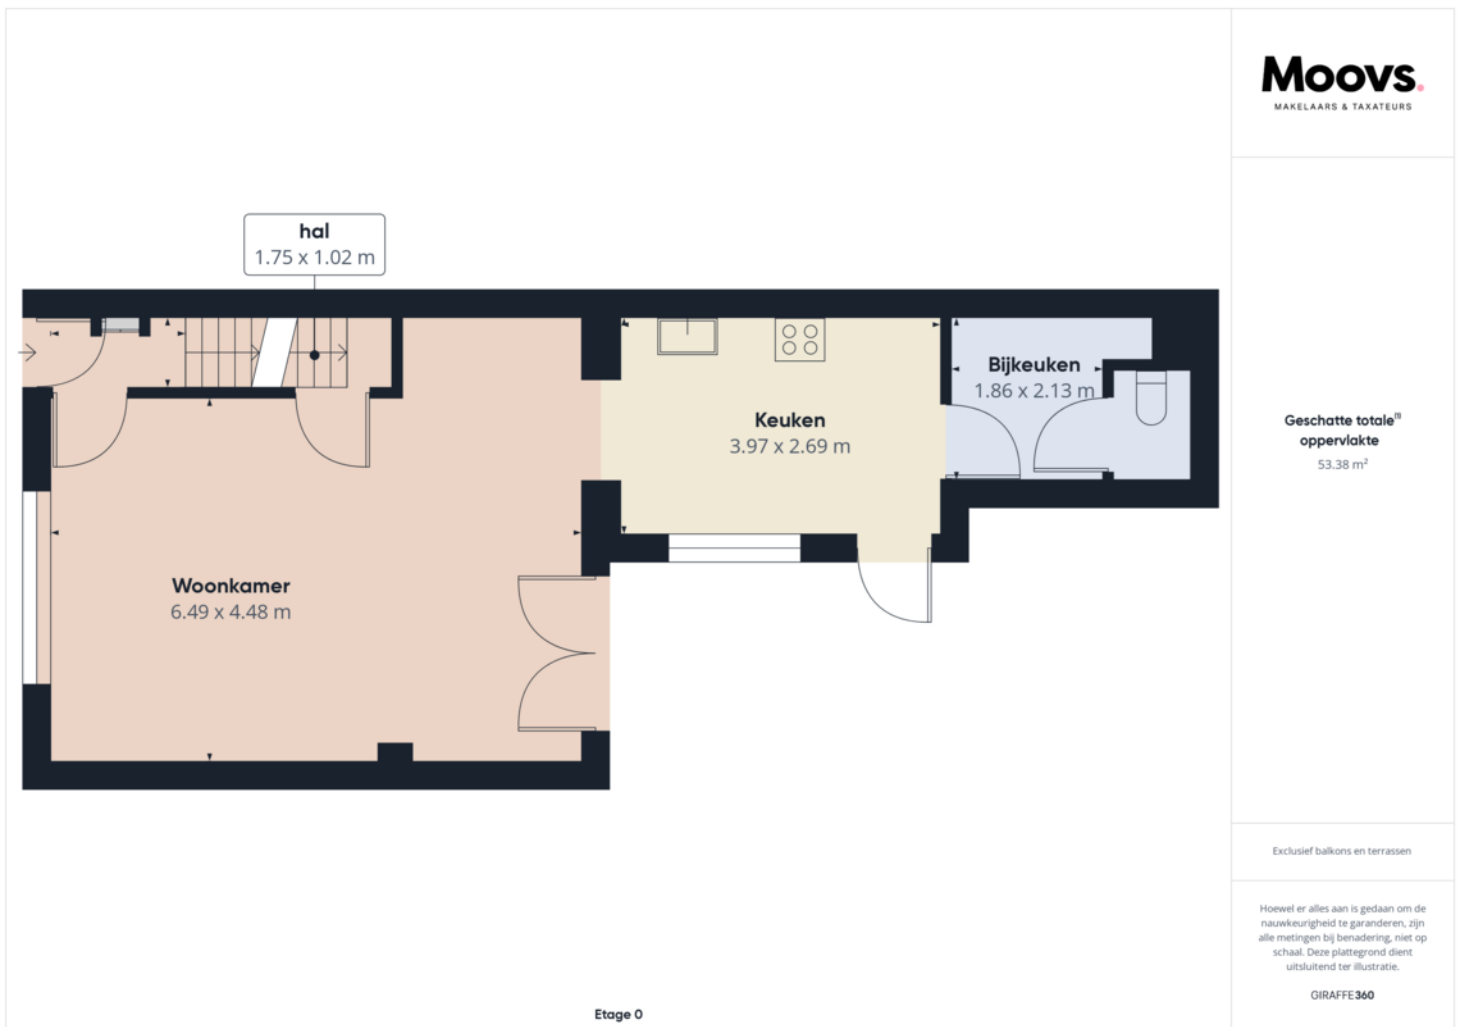 Moovs.
MAKELAARS & TAXATEURS
hal
1.75 x 1.02 m
Bijkeuken
1.86 x 2.13 m
Keuken
3.97 x 2.69 m
Woonkamer
6.49 x 4.48 m
Geschatte totale⁽¹⁾
oppervlakte
53.38 m²
Exclusief balkons en terrassen
Hoewel er alles aan is gedaan om de
nauwkeurigheid te garanderen, zijn
alle metingen bij benadering, niet op
schaal. Deze plattegrond dient
uitsluitend ter illustratie.
GIRAFFE360
Etage 0